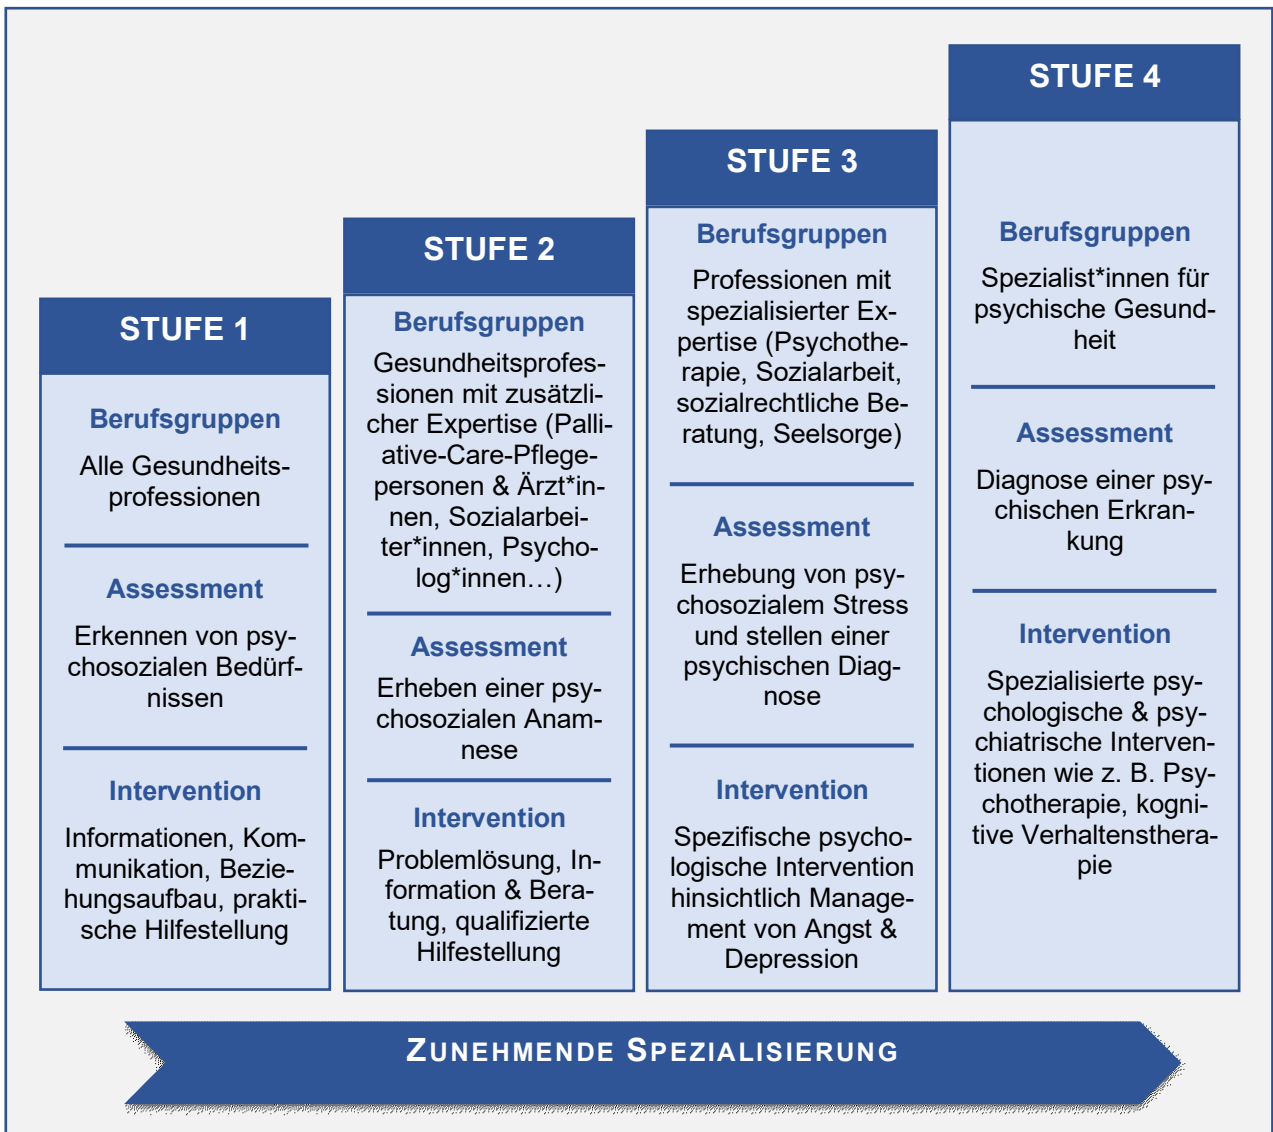 STUFE 1
Berufsgruppen
Alle Gesundheits-
professionen
Assessment
Erkennen von psy-
chosozialen Bedürf-
nissen
Intervention
Informationen, Kom-
munikation, Bezie-
hungsaufbau, prakti-
sche Hilfestellung
STUFE 2
Berufsgruppen
Gesundheitsprofes-
sionen mit zusätzli-
cher Expertise (Palli-
ative-Care-Pflege-
personen & Ärzt*in-
nen, Sozialarbei-
ter*innen, Psycho-
log*innen…)
Assessment
Erheben einer psy-
chosozialen Anam-
nese
Intervention
Problemlösung, In-
formation & Bera-
tung, qualifizierte
Hilfestellung
STUFE 3
Berufsgruppen
Professionen mit
spezialisierter Ex-
pertise (Psychothe-
rapie, Sozialarbeit,
sozialrechtliche Be-
ratung, Seelsorge)
Assessment
Erhebung von psy-
chosozialem Stress
und stellen einer
psychischen Diag-
nose
Intervention
Spezifische psycho-
logische Intervention
hinsichtlich Manage-
ment von Angst &
Depression
STUFE 4
Berufsgruppen
Spezialist*innen für
psychische Gesund-
heit
Assessment
Diagnose einer psy-
chischen Erkran-
kung
Intervention
Spezialisierte psy-
chologische & psy-
chiatrische Interven-
tionen wie z. B. Psy-
chotherapie, kogni-
tive Verhaltensthera-
pie
ZUNEHMENDE SPEZIALISIERUNG